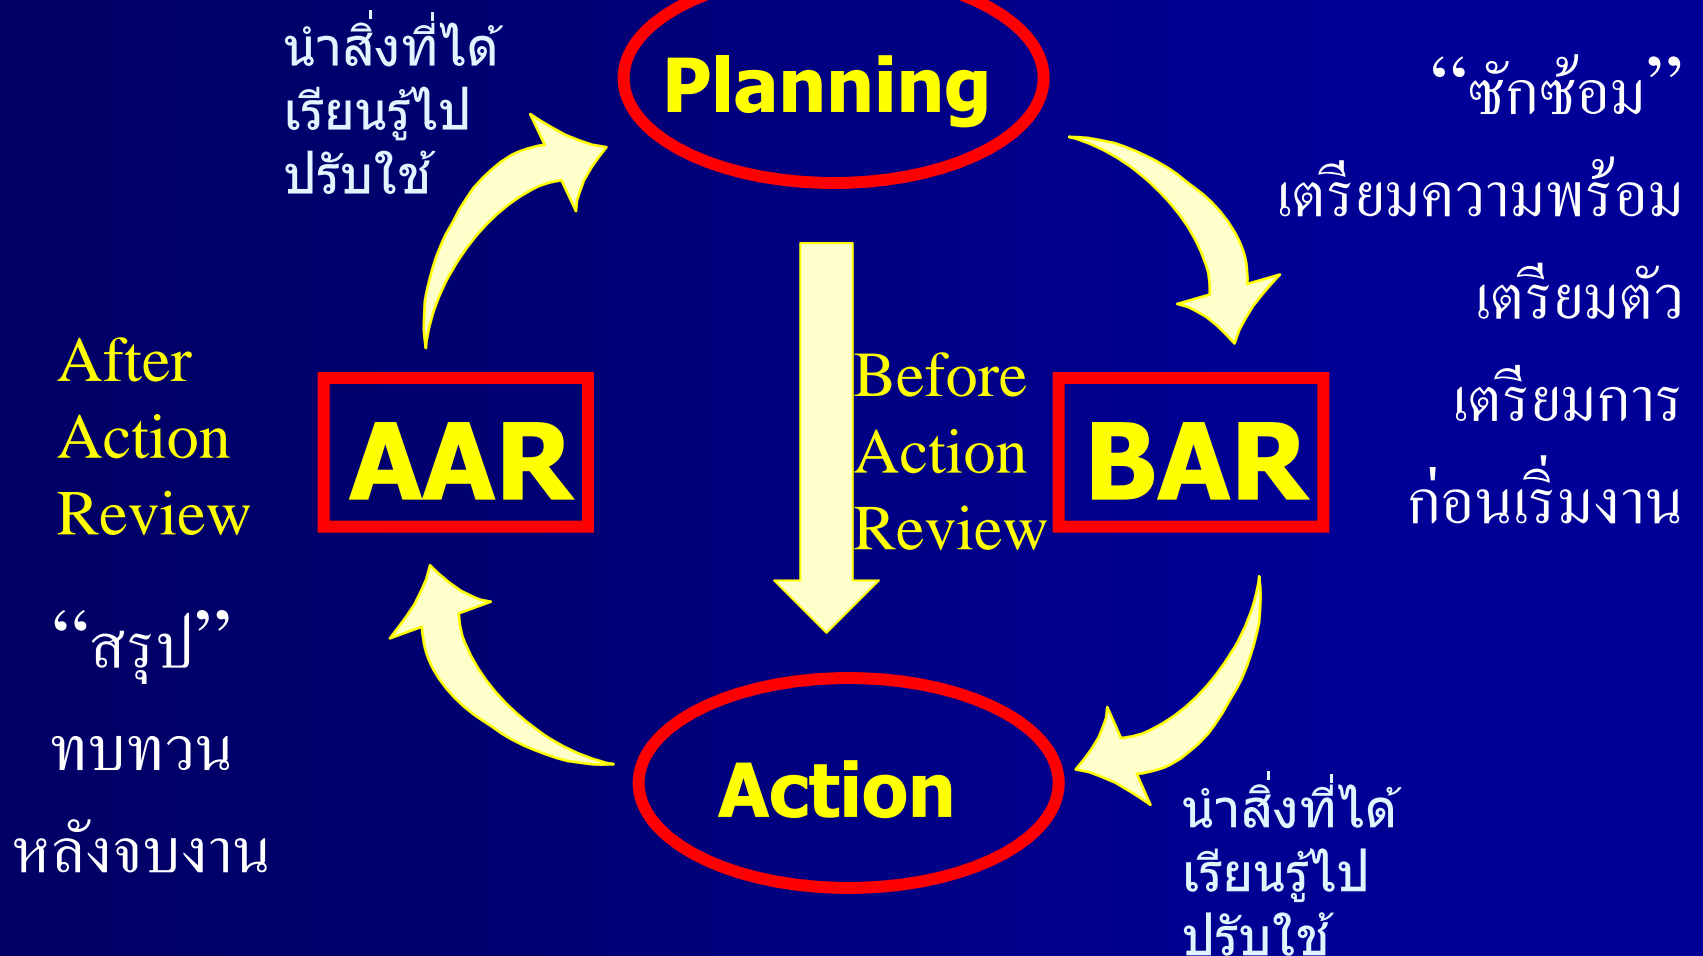 นำสิ่งที่ได้
เรียนรู้ไป
ปรับใช้
Planning
“ซักซ้อม”
เตรียมความพร้อม
เตรียมตัว
เตรียมการ
ก่อนเริ่มงาน
After
Action
Review
AAR
Before
Action
Review
BAR
“สรุป”
ทบทวน
หลังจบงาน
Action
นำสิ่งที่ได้
เรียนรู้ไป
ปรับใช้